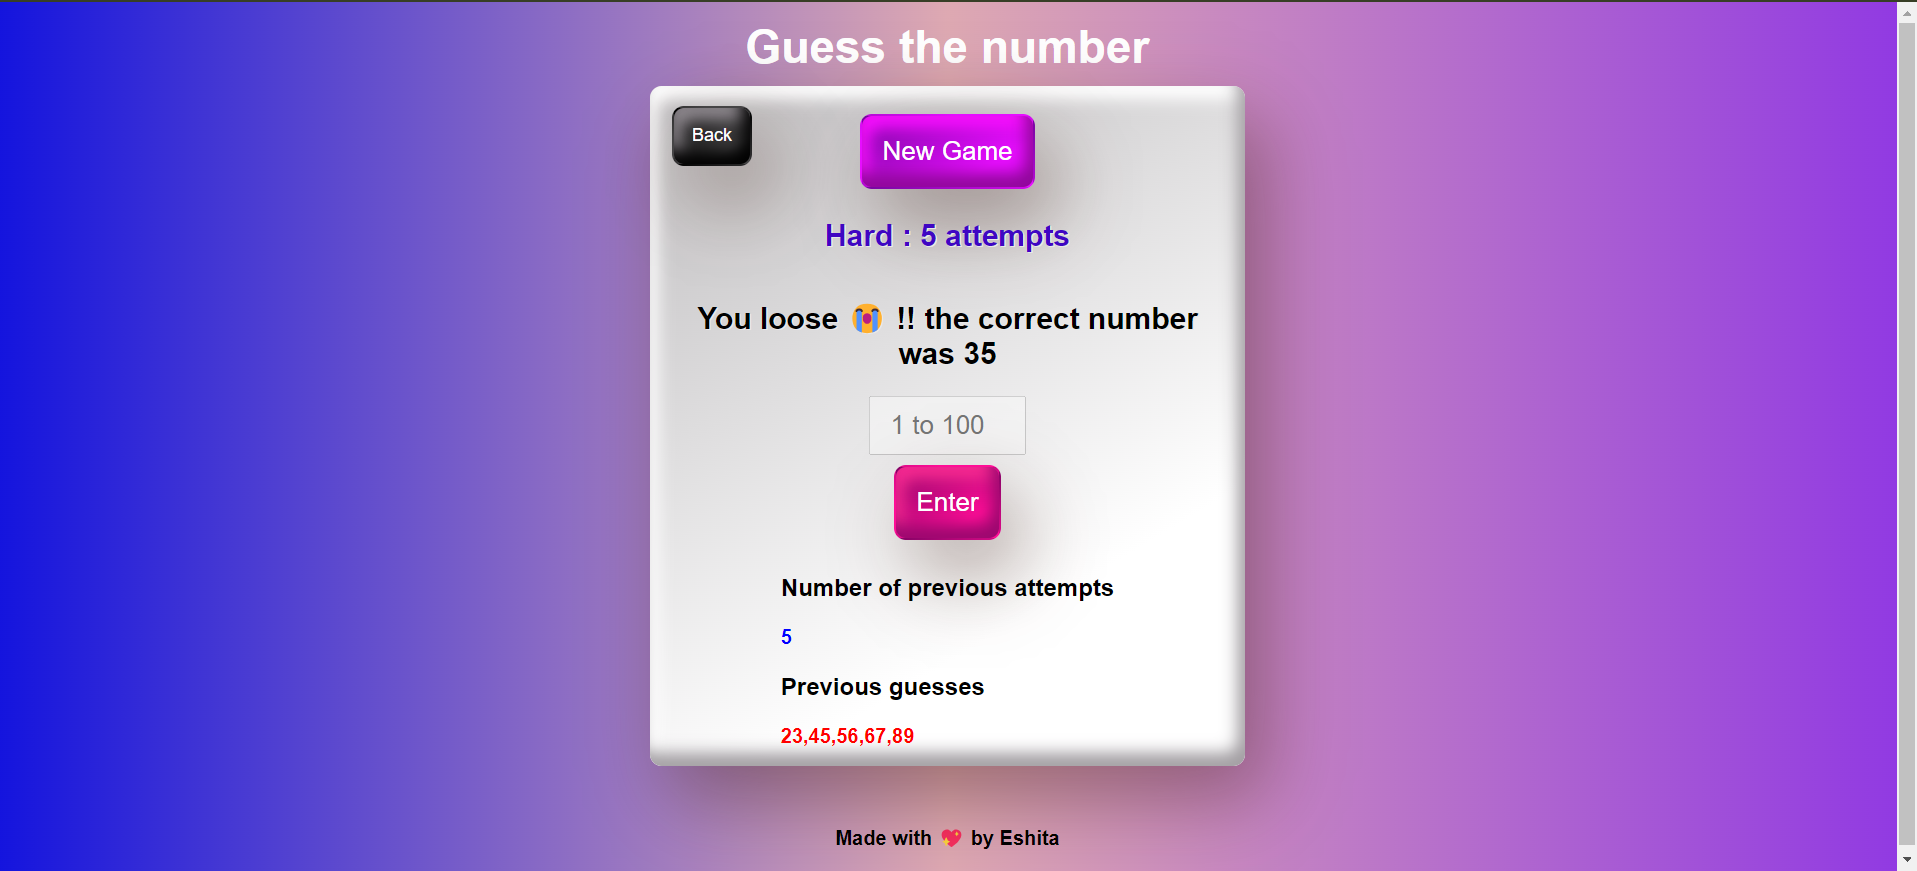 Guess the number
Back
New Game
Hard : 5 attempts
You loose 😭 !! the correct number
was 35
1 to 100
Enter
Number of previous attempts
5
Previous guesses
23,45,56,67,89
Made with 💖 by Eshita